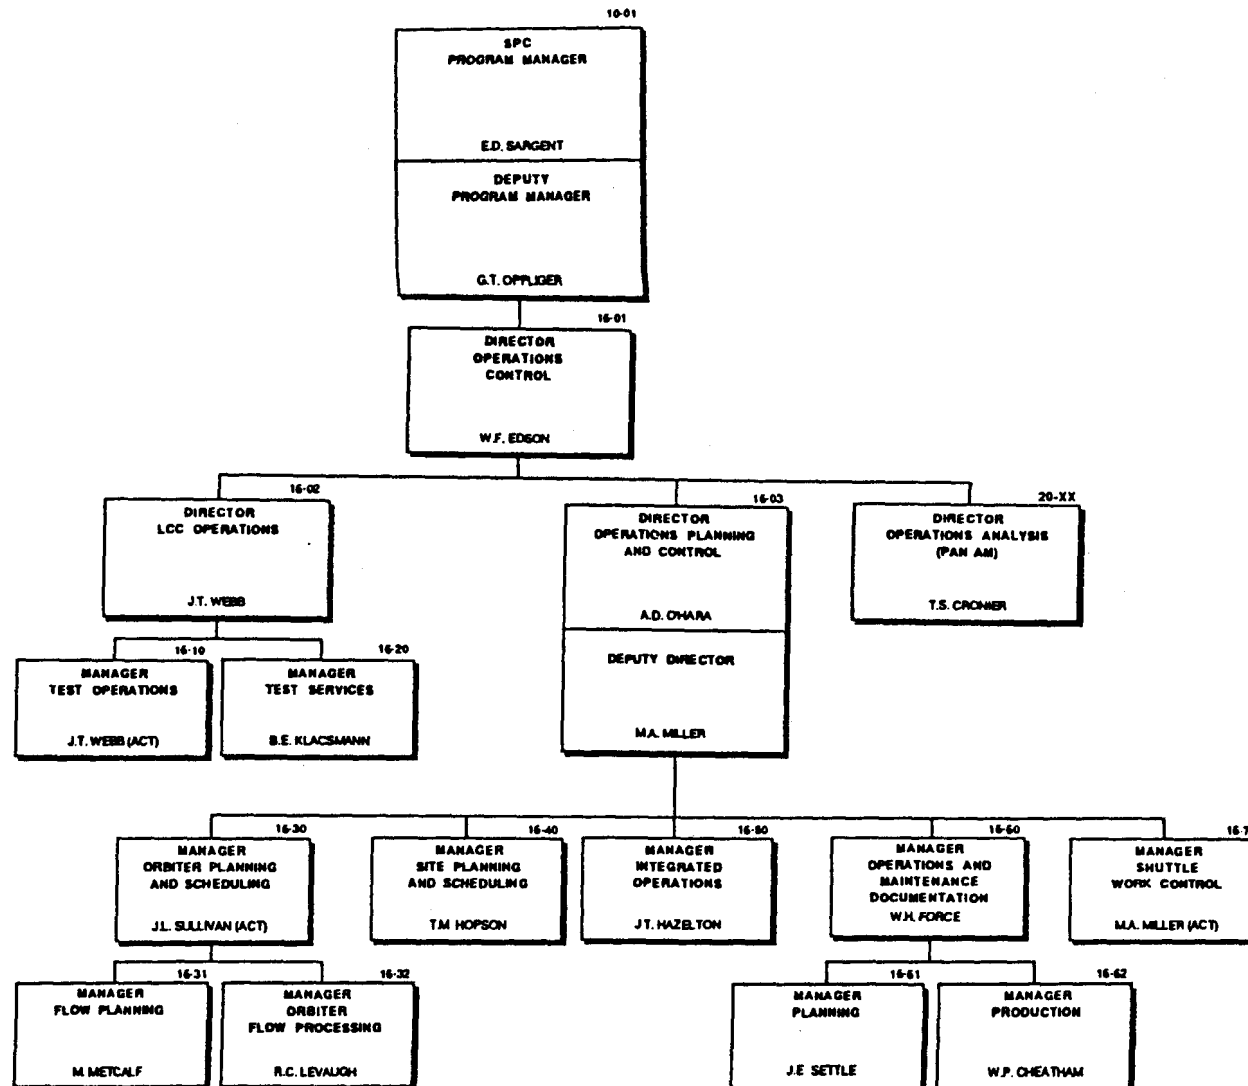 10-01
SPC
PROGRAM MANAGER
E.D. SARGENT
DEPUTY
PROGRAM MANAGER
G.T. OPPLIGER
16-01
DIRECTOR
OPERATIONS
CONTROL
W.F. EDSON
16-02
DIRECTOR
LCC OPERATIONS
J.T. WEBB
16-03
DIRECTOR
OPERATIONS PLANNING
AND CONTROL
A.D. O'HARA
DEPUTY DIRECTOR
M.A. MILLER
20-XX
DIRECTOR
OPERATIONS ANALYSIS
(PAN AM)
T.S. CRONIER
16-10
MANAGER
TEST OPERATIONS
J.T. WEBB (ACT)
16-20
MANAGER
TEST SERVICES
B.E. KLACSMANN
16-30
MANAGER
ORBITER PLANNING
AND SCHEDULING
J.L. SULLIVAN (ACT)
16-40
MANAGER
SITE PLANNING
AND SCHEDULING
T.M HOPSON
MANAGER
INTEGRATED
OPERATIONS
J.T. HAZELTON
16-60
MANAGER
OPERATIONS AND
MAINTENANCE
DOCUMENTATION
W.H. FORCE
16-7
MANAGER
SHUTTLE
WORK CONTROL
M.A. MILLER (ACT)
16-31
MANAGER
FLOW PLANNING
M. METCALF
16-32
MANAGER
ORBITER
FLOW PROCESSING
R.C. LEVAUGH
16-61
MANAGER
PLANNING
J.E SETTLE
16-62
MANAGER
PRODUCTION
W.P. CHEATHAM